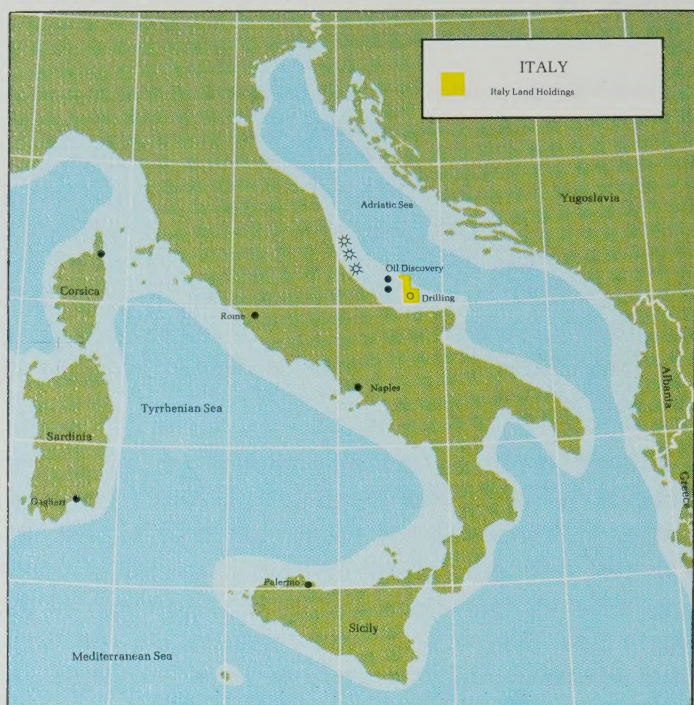 ITALY
Italy Land Holdings
Adriatic Sea
Yugoslavia
Oil Discovery
Corsica
Drilling
Rome
Albania
Naples
Tyrrhenian Sea
Sardinia
Greece
Gagliari
Palermo
Sicily
Mediterranean Sea